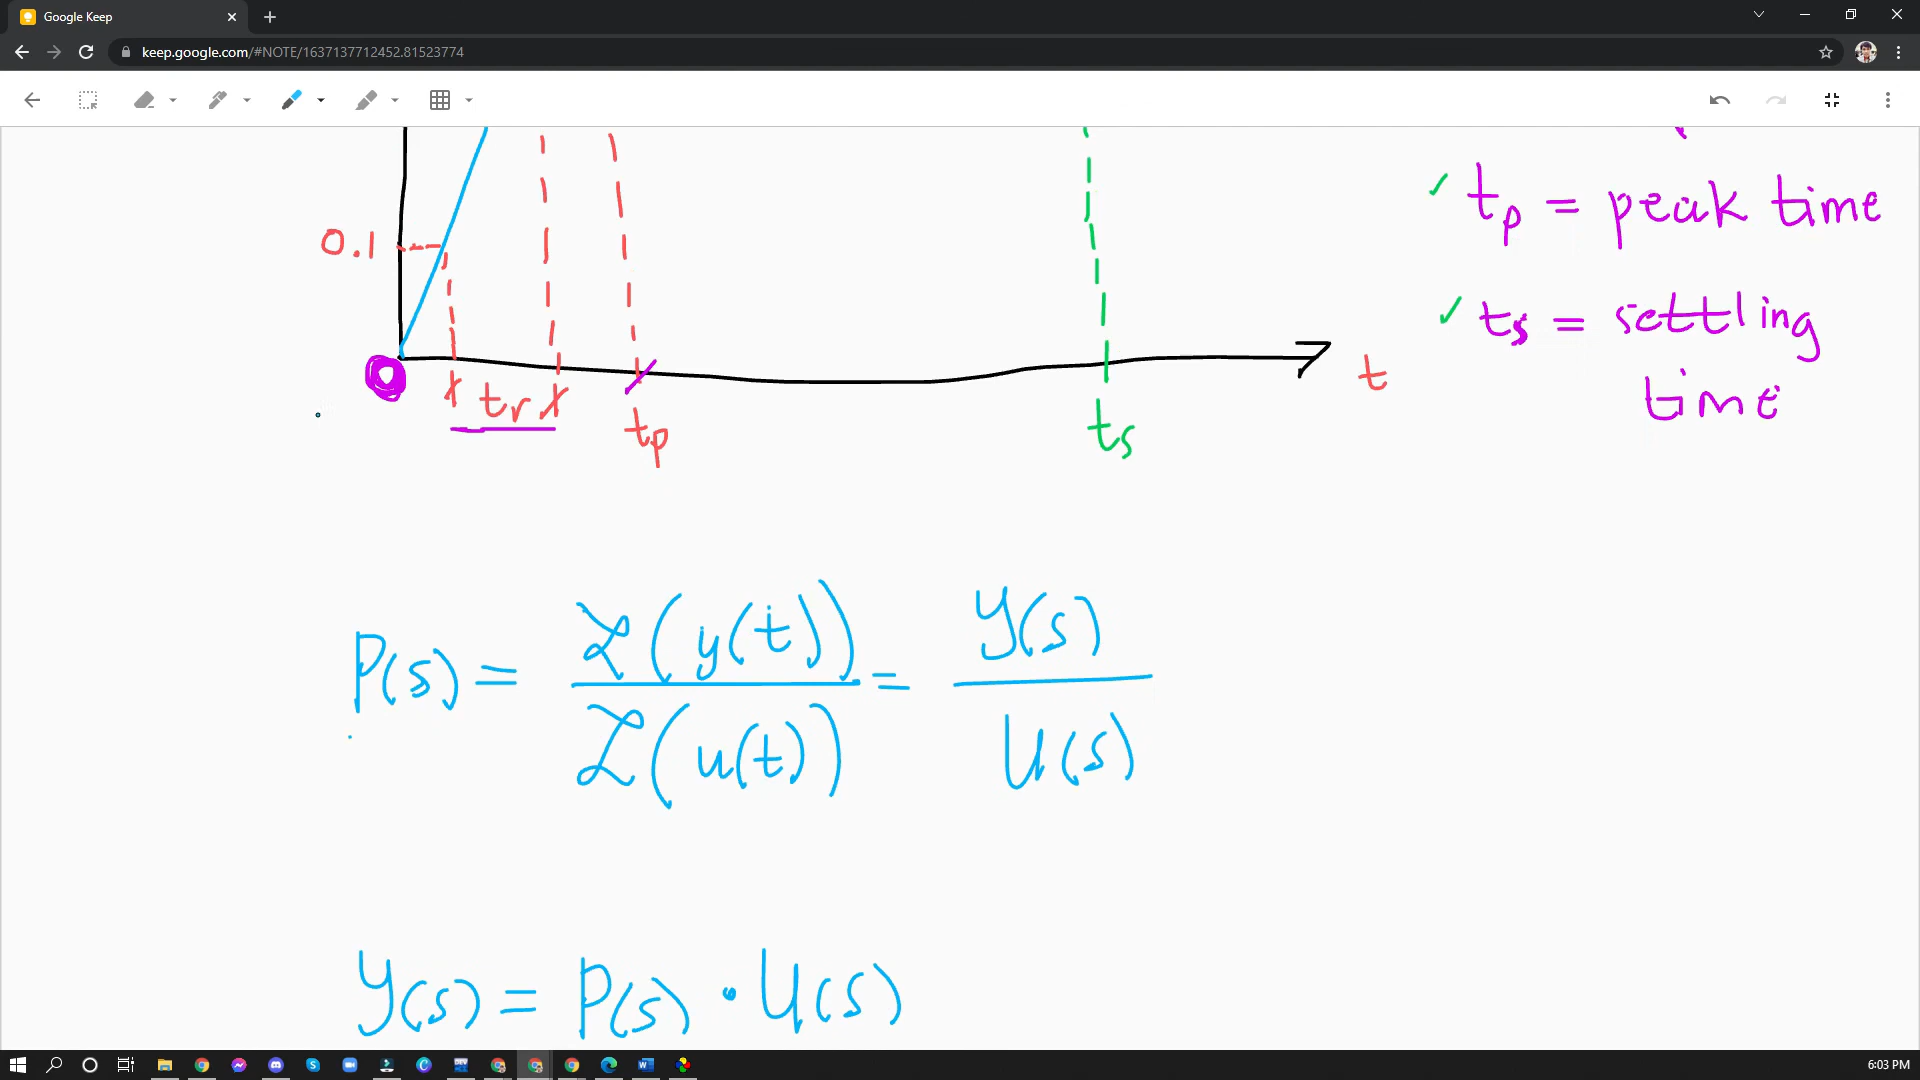 Google Keep
keep.google.com/#NOTE/1637137712452.81523774
tp = peak time
0.1
ts = settling
time
t
tr
tp
ts
P(s) = ℒ(y(t)) / ℒ(u(t)) = Y(s) / U(s)
Y(s) = P(s) • U(s)
6:03 PM